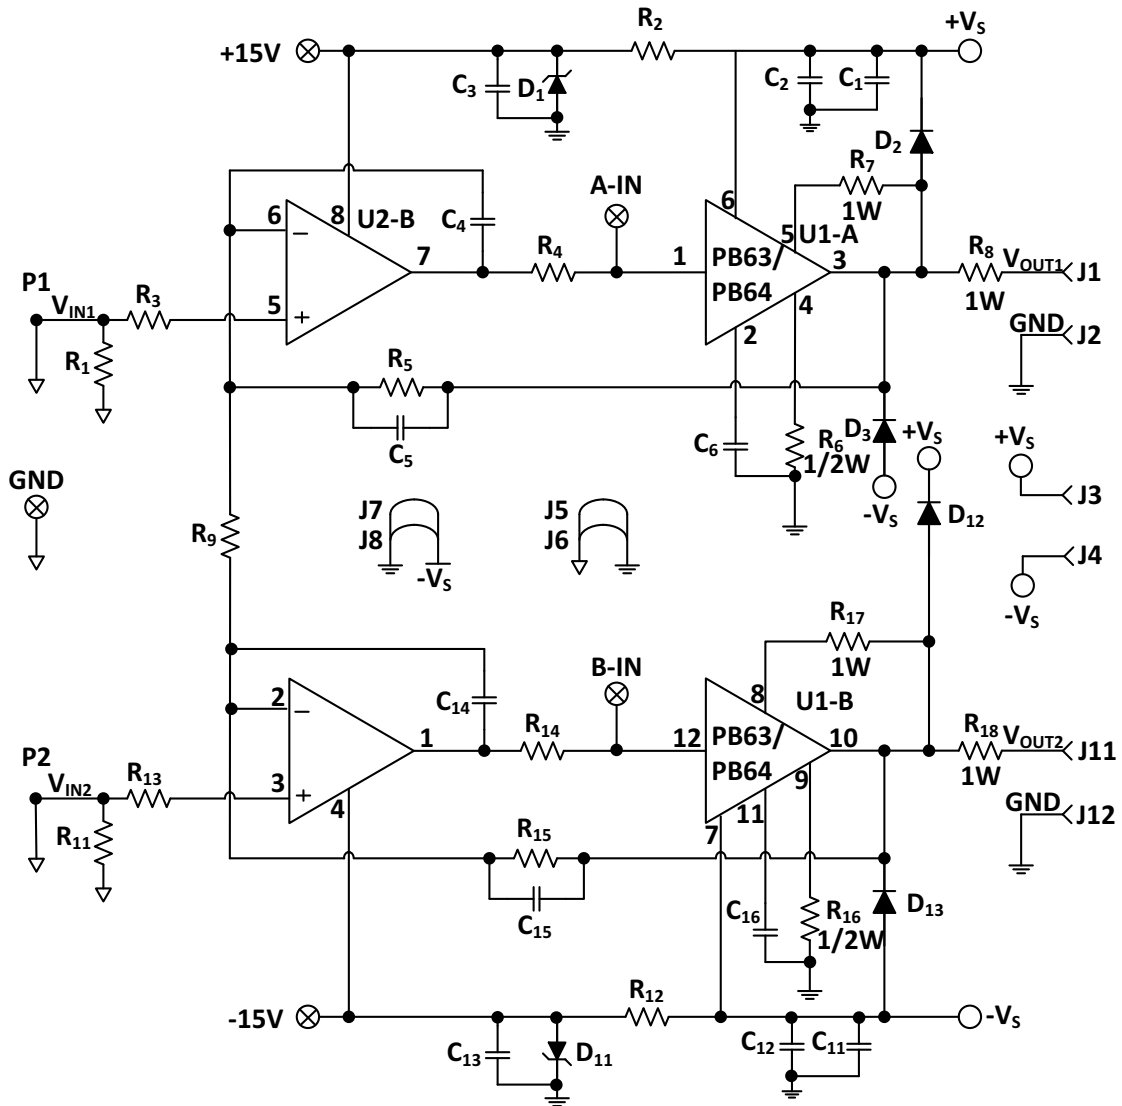 R2
+VS
+15V
C3
D1
C2
C1
D2
R7
A-IN
6
1W
6
8
U2-B
C4
5
U1-A
7
R4
1
PB63/
3
R8
VOUT1
J1
P1
VIN1
R3
5
PB64
4
1W
GND
J2
2
R1
R5
C5
C6
R6
1/2W
D3
+VS
+VS
GND
J7
J5
-VS
D12
J3
R9
J8
J6
J4
-VS
-VS
R17
B-IN
1W
2
C14
8
U1-B
1
R14
12
PB63/
10
R18
VOUT2
J11
P2
VIN2
R13
3
4
PB64
9
1W
GND
J12
11
7
R11
R15
C15
C16
R16
1/2W
D13
R12
-15V
-VS
C13
D11
C12
C11